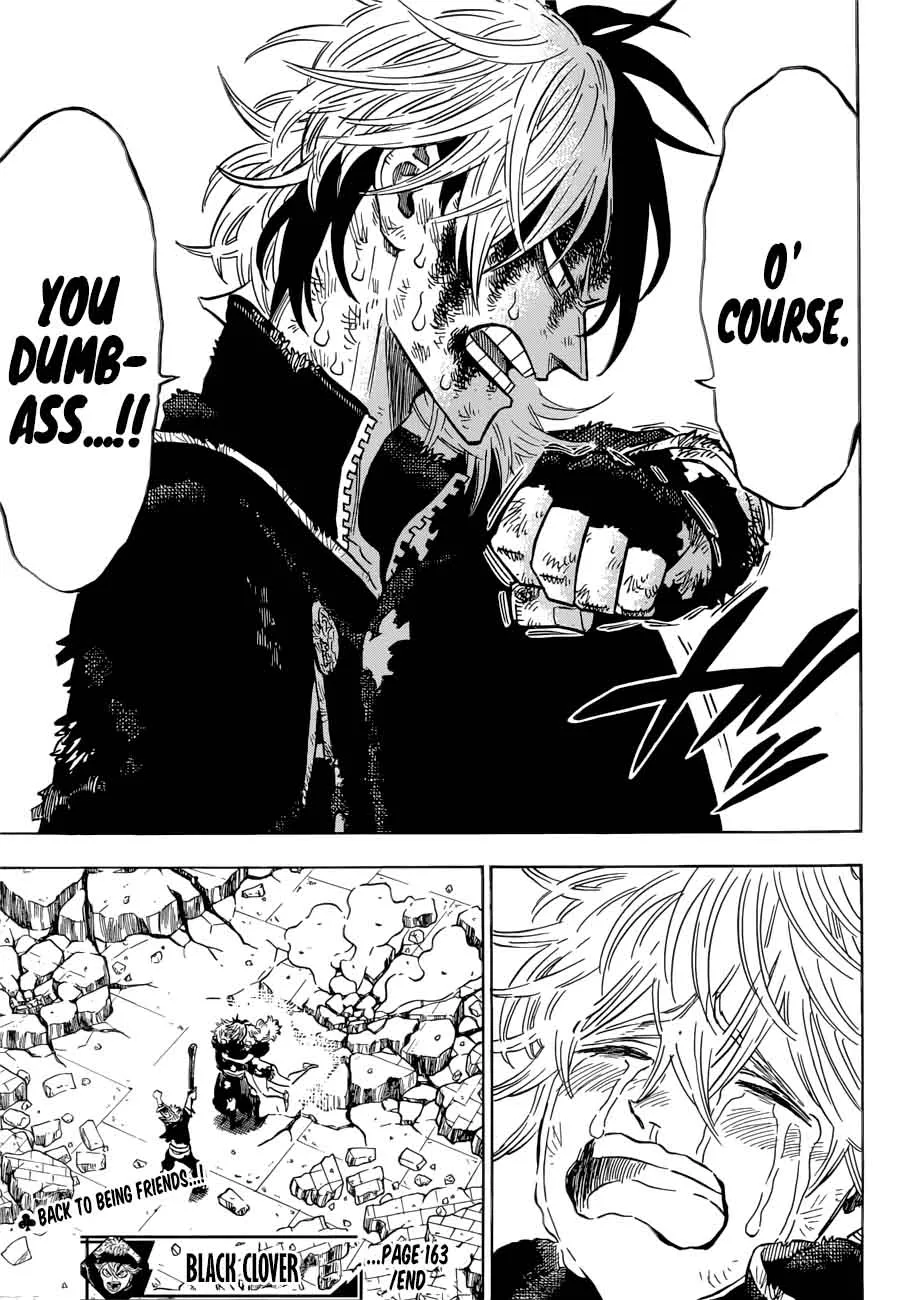 O'
COURSE.
YOU
DUMB-
ASS....!!
♣ BACK TO BEING FRIENDS...!!
BLACK CLOVER
...PAGE 163
/END